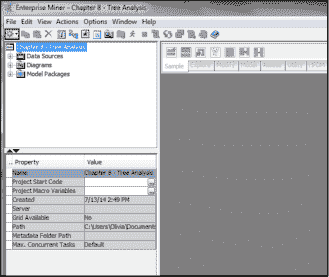 Enterprise Miner - Chapter 8 - Tree Analysis
File Edit View Actions Options Window Help
Chapter 8 - Tree Analysis
Data Sources
Diagrams
Model Packages
Sample
.. Property Value
Name Chapter 8 - Tree Analysis
Project Start Code
Project Macro Variables
Created 7/13/14 2:49 PM
Server
Grid Available No
Path C:\Users\Olivia\Documents
Metadata Folder Path
Max. Concurrent Tasks Default